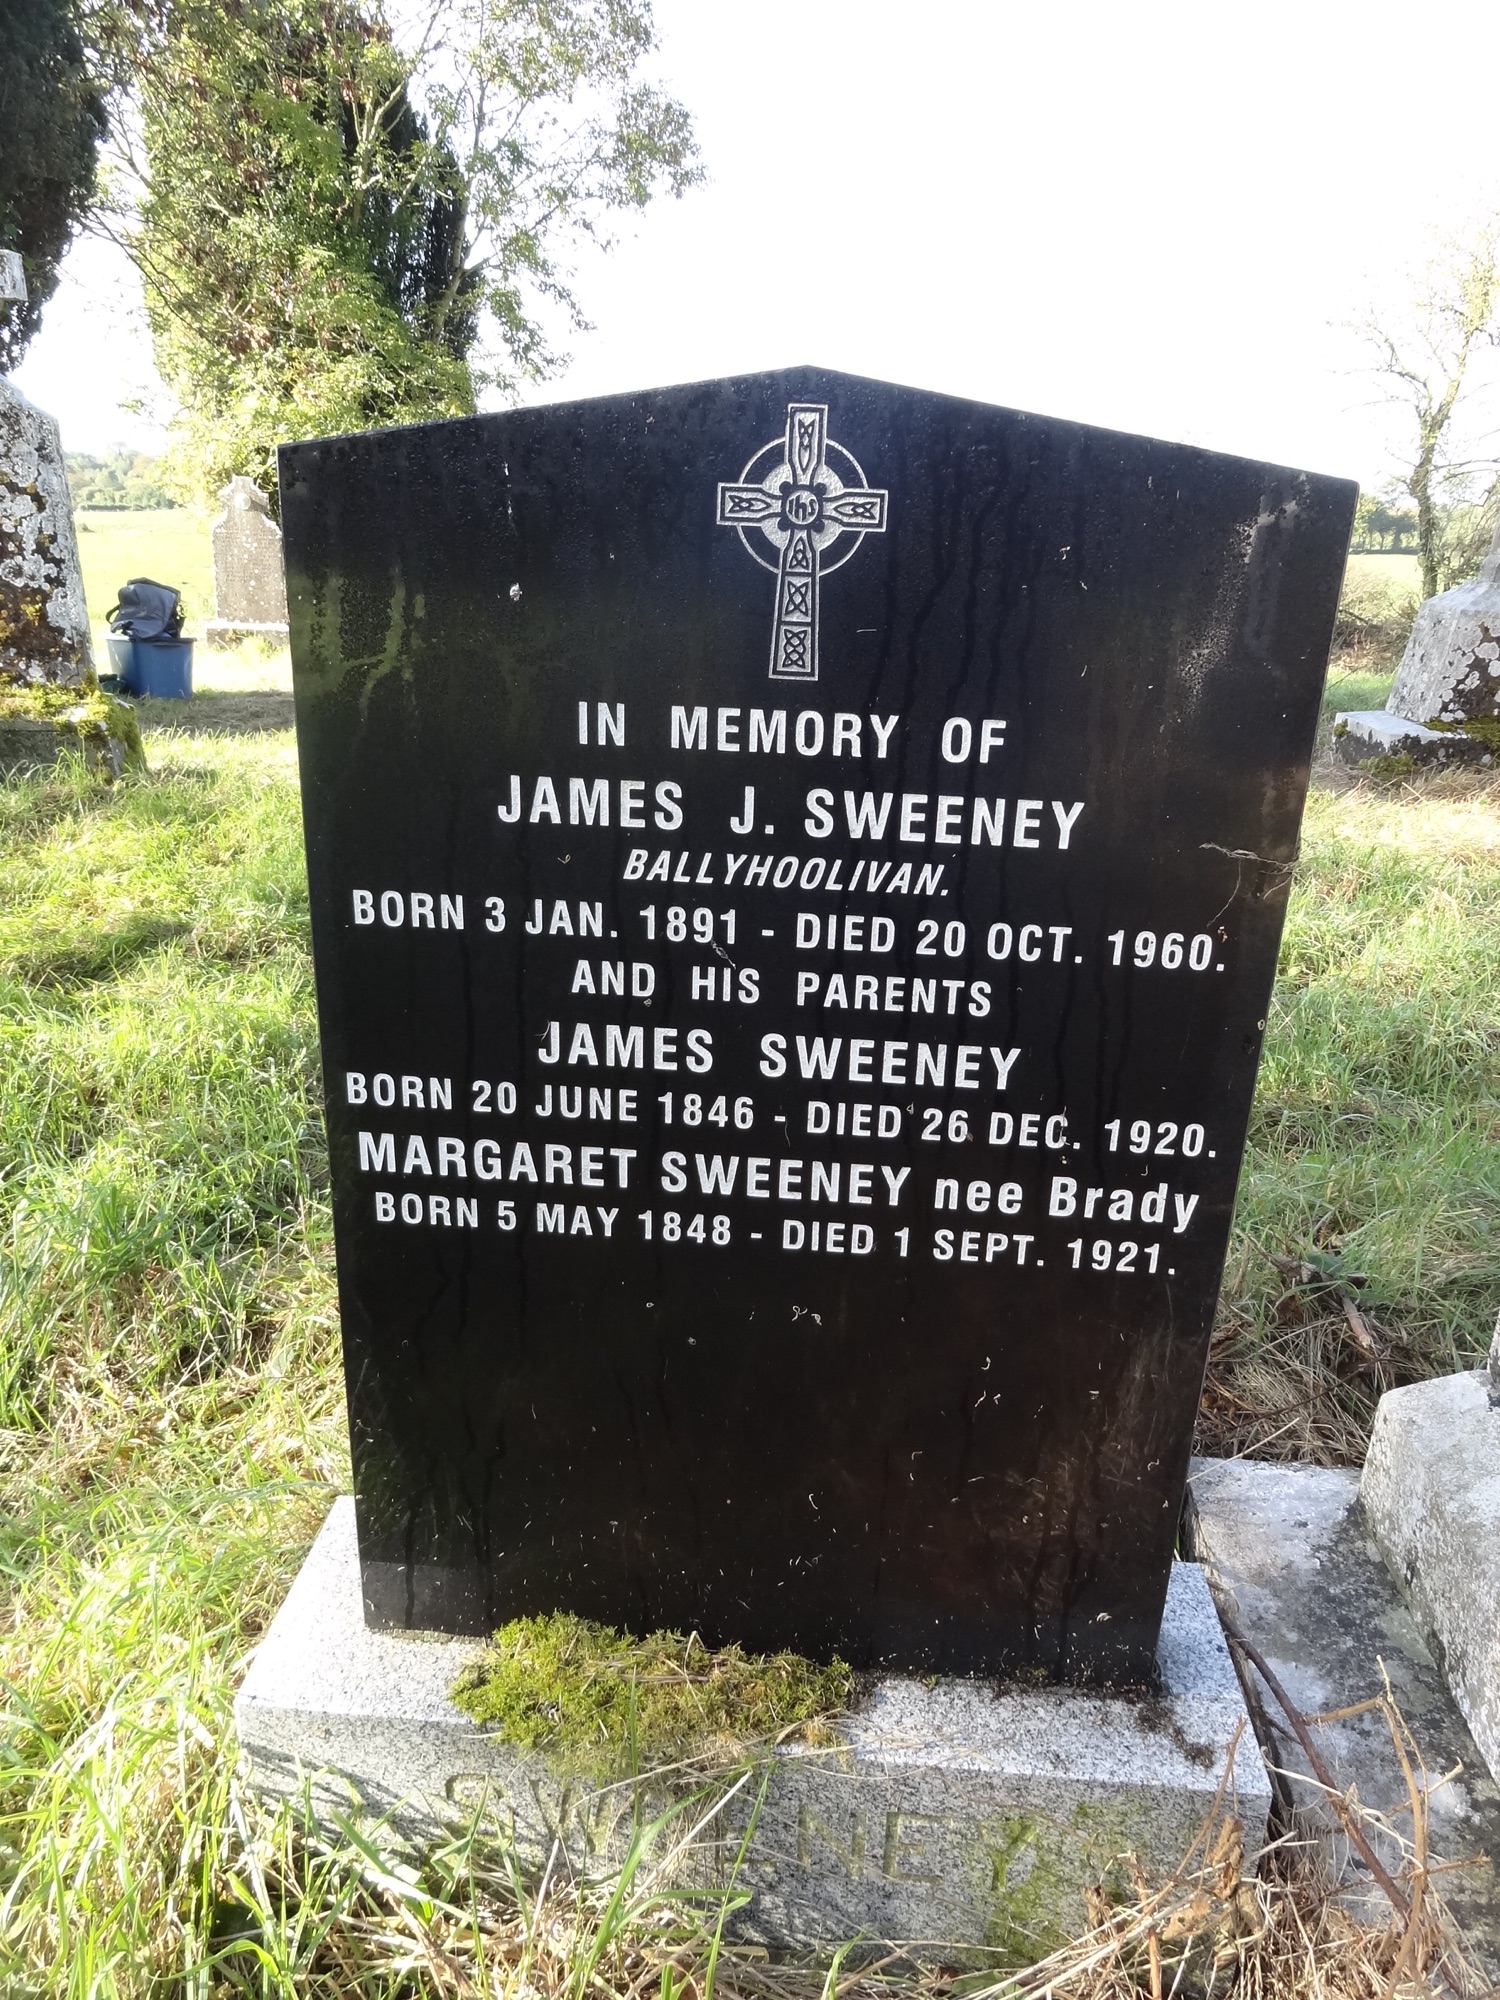 IHS
IN MEMORY OF
JAMES J. SWEENEY
BALLYHOOLIVAN.
BORN 3 JAN. 1891 - DIED 20 OCT. 1960.
AND HIS PARENTS
JAMES SWEENEY
BORN 20 JUNE 1846 - DIED 26 DEC. 1920.
MARGARET SWEENEY nee Brady
BORN 5 MAY 1848 - DIED 1 SEPT. 1921.
SWEENEY